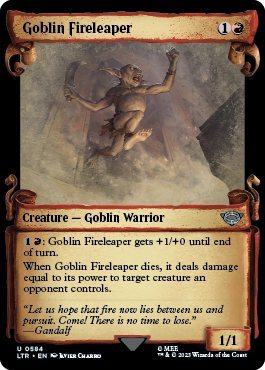 Goblin Fireleaper 1
Creature — Goblin Warrior
1 : Goblin Fireleaper gets +1/+0 until end
of turn.
When Goblin Fireleaper dies, it deals damage
equal to its power to target creature an
opponent controls.
“Let us hope that fire now lies between us and
pursuit. Come! There is no time to lose.”
—Gandalf
1/1
U 0554
LTR • EN Javier Charro
© MEE
™ & © 2023 Wizards of the Coast